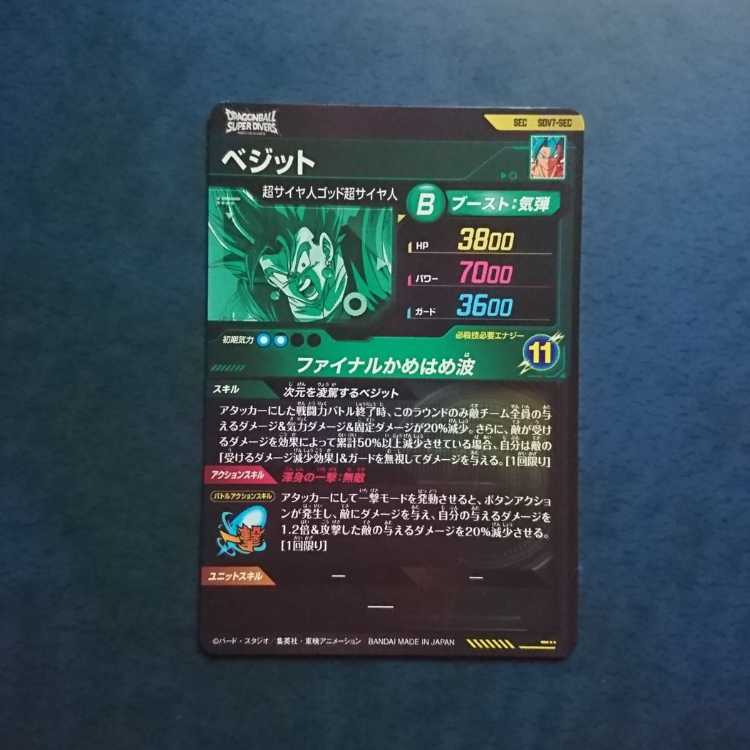 DRAGONBALL
SUPER DIVERS
SEC SDV7-SEC
ベジット
超サイヤ人ゴッド超サイヤ人
B ブースト:気弾
HP 3800
パワー 7000
ガード 3600
初期気力
必殺技必要エナジー
11
ファイナルかめはめ波
スキル 次元を凌駕するベジット
アタッカーにした戦闘力バトル終了時、このラウンドのみ敵チーム全員の与
えるダメージ&気力ダメージ&固定ダメージが20%減少。さらに、敵が受け
るダメージを効果によって累計50%以上減少させている場合、自分は敵の
「受けるダメージ減少効果」&ガードを無視してダメージを与える。[1回限り]
アクションスキル 渾身の一撃:無敵
バトルアクションスキル
一撃
アタッカーにして一撃モードを発動させると、ボタンアクショ
ンが発生し、敵にダメージを与え、自分の与えるダメージを
1.2倍&攻撃した敵の与えるダメージを20%減少させる。
[1回限り]
ユニットスキル ー ー
ー
©バード・スタジオ/集英社・東映アニメーション BANDAI MADE IN JAPAN